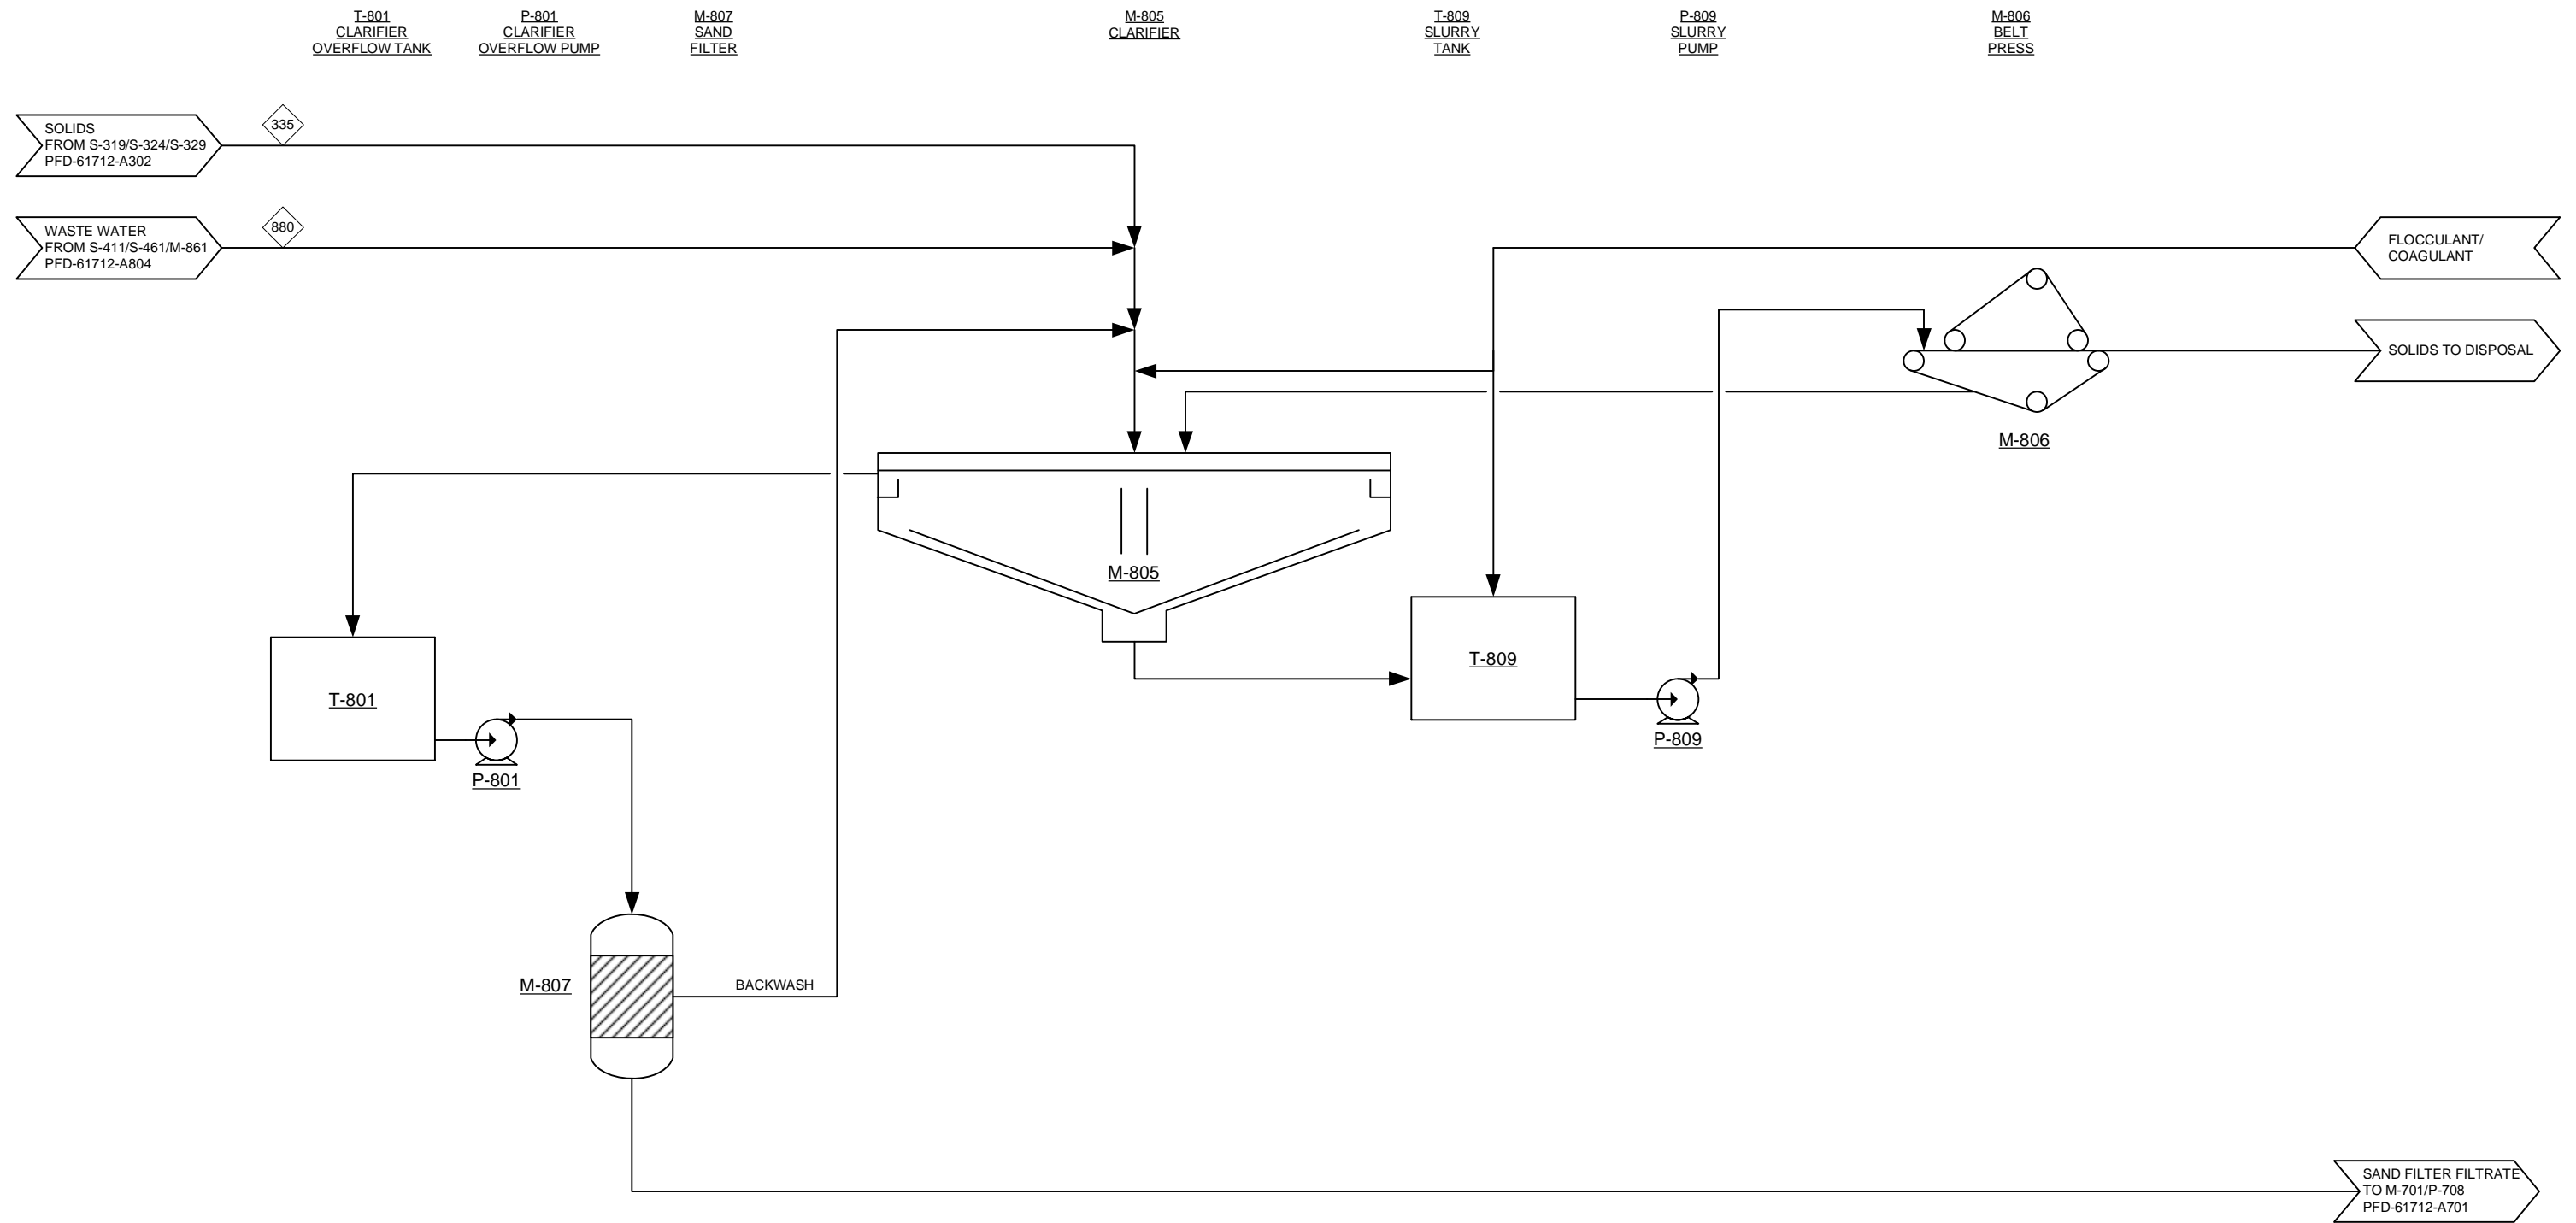 T-801
CLARIFIER
OVERFLOW TANK
P-801
CLARIFIER
OVERFLOW PUMP
M-807
SAND
FILTER
M-805
CLARIFIER
T-809
SLURRY
TANK
P-809
SLURRY
PUMP
M-806
BELT
PRESS
SOLIDS
FROM S-319/S-324/S-329
PFD-61712-A302
335
WASTE WATER
FROM S-411/S-461/M-861
PFD-61712-A804
880
FLOCCULANT/
COAGULANT
SOLIDS TO DISPOSAL
M-806
M-805
T-809
P-809
T-801
P-801
M-807
BACKWASH
SAND FILTER FILTRATE
TO M-701/P-708
PFD-61712-A701